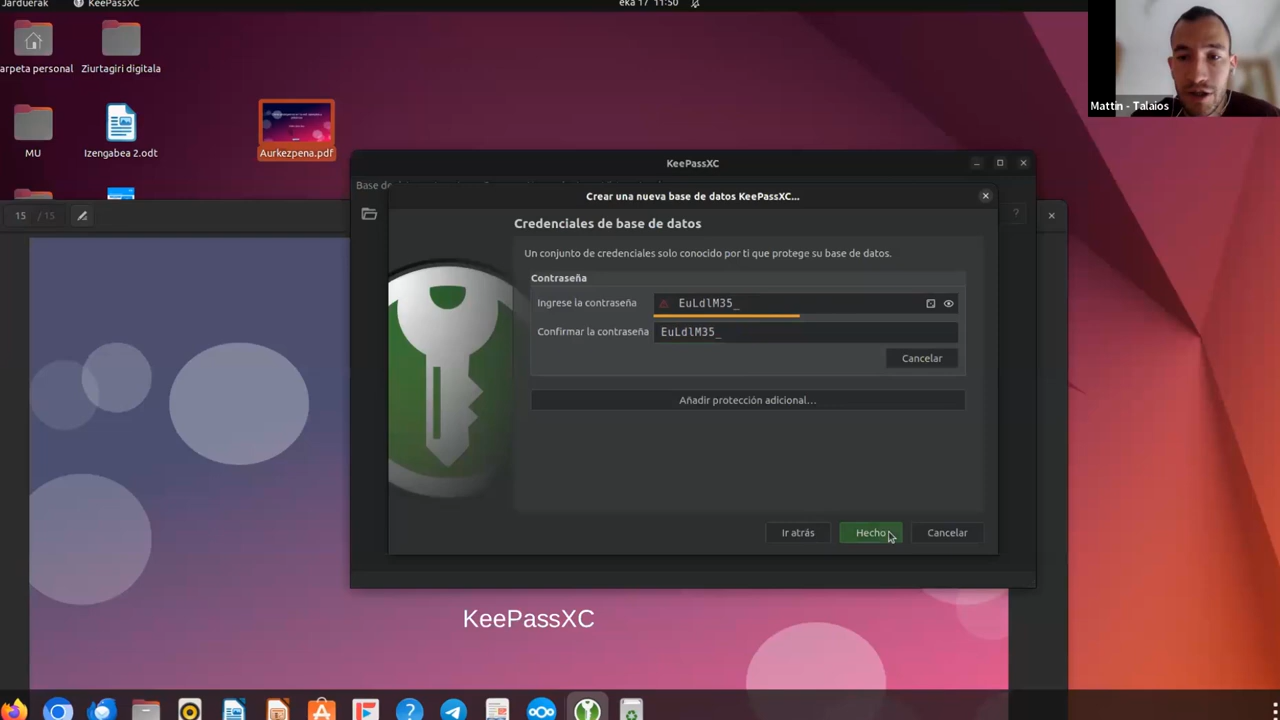 Jarduerak
KeePassXC
eka 17 11:50
arpeta personal
Ziurtagiri digitala
MU
Izengabea 2.odt
Aurkezpena.pdf
Mattin - Talaios
KeePassXC
Base de
?
15 / 15
Crear una nueva base de datos KeePassXC...
Credenciales de base de datos
Un conjunto de credenciales solo conocido por ti que protege su base de datos.
Contraseña
Ingrese la contraseña
EuLdlM35_
Confirmar la contraseña
EuLdlM35_
Cancelar
Añadir protección adicional...
Ir atrás
Hecho
Cancelar
KeePassXC